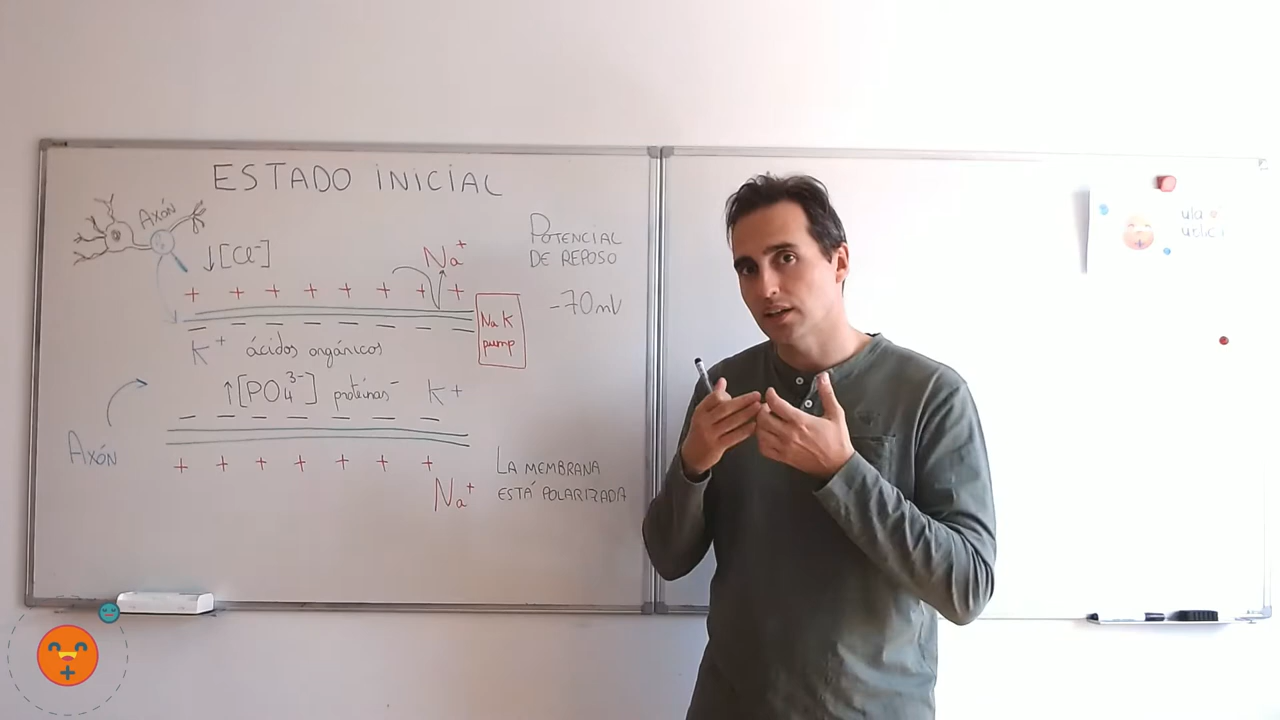 ESTADO INICIAL
Axón
↓[Cl⁻]
Na⁺
POTENCIAL
DE REPOSO
-70mV
+ + + + + + + +
Na K
pump
K⁺ ácidos orgánicos
↑[PO₄³⁻] proteínas⁻ K+
Axón
+ + + + + + +
Na⁺
LA MEMBRANA
ESTÁ POLARIZADA